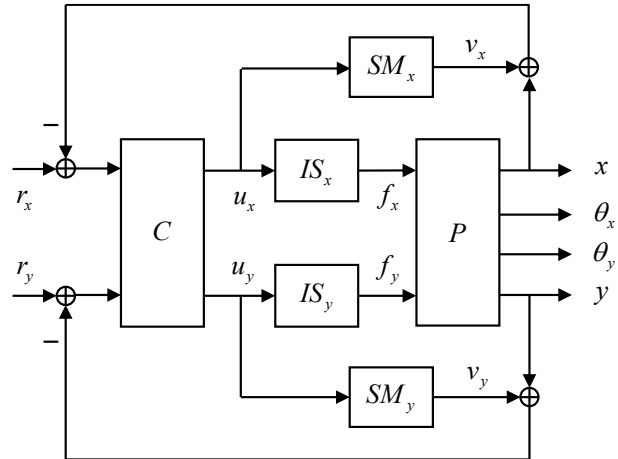 SM_x
v_x
−
r_x
C
u_x
IS_x
f_x
P
x
θ_x
θ_y
r_y
u_y
IS_y
f_y
y
−
SM_y
v_y